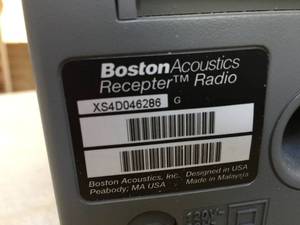 Boston Acoustics
Recepter™ Radio
XS4D046286 G
Boston Acoustics, Inc.
Peabody, MA USA
Designed in USA
Made in Malaysia